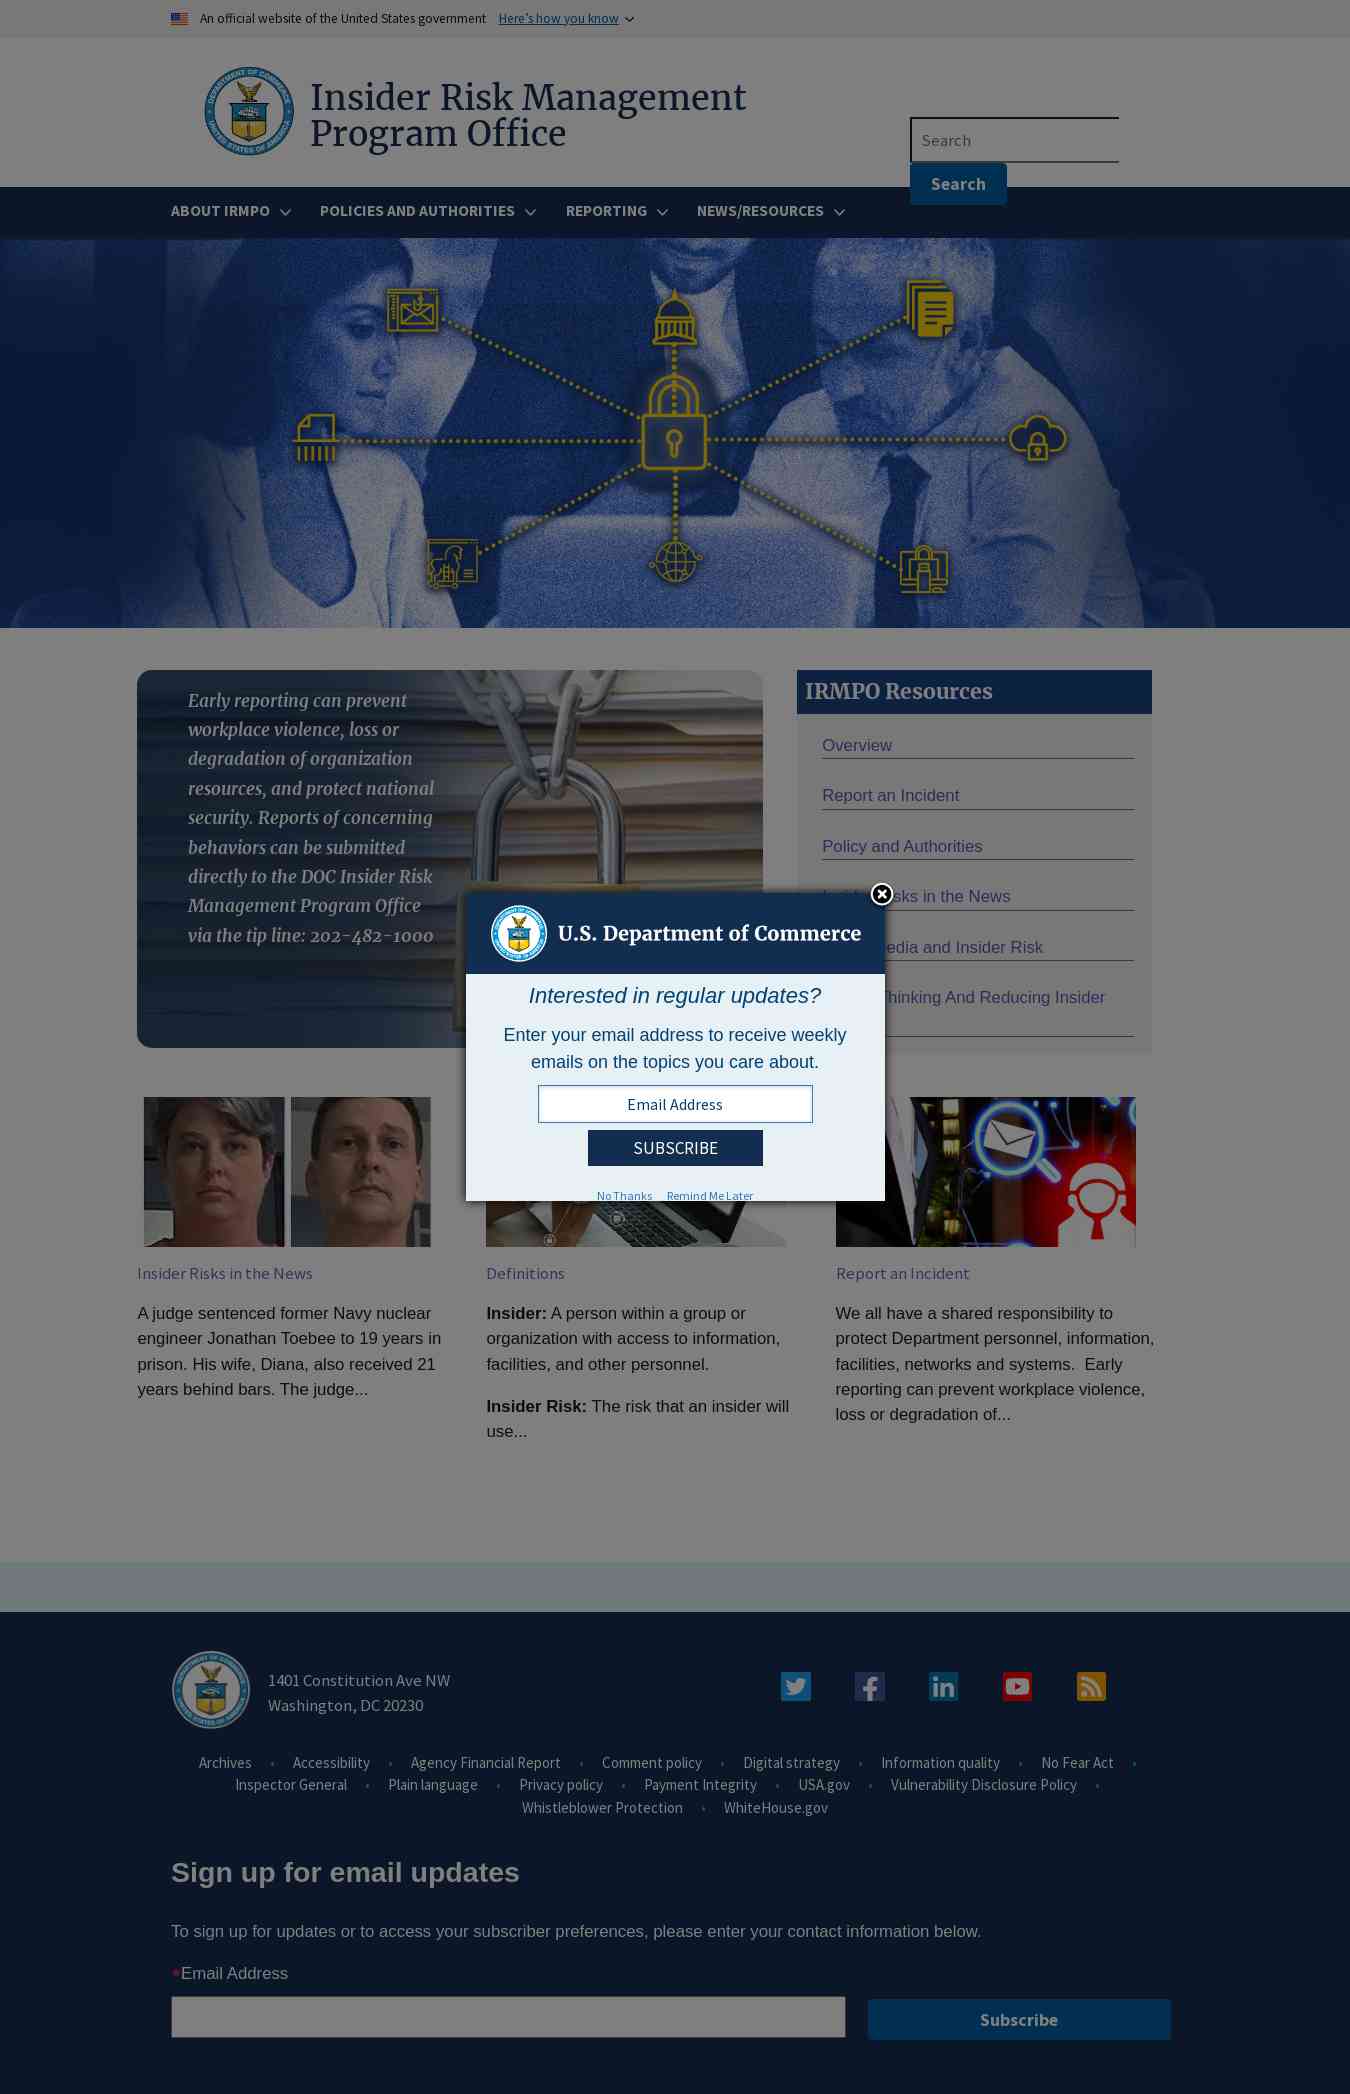 An official website of the United States government Here's how you know
Insider Risk Management
Program Office
Search
Search
ABOUT IRMPO
POLICIES AND AUTHORITIES
REPORTING
NEWS/RESOURCES
Early reporting can prevent
workplace violence, loss or
degradation of organization
resources, and protect national
security. Reports of concerning
behaviors can be submitted
directly to the DOC Insider Risk
Management Program Office
via the tip line: 202-482-1000
IRMPO Resources
Overview
Report an Incident
Policy and Authorities
in the News
and Insider Risk
Thinking And Reducing Insider
U.S. Department of Commerce
Interested in regular updates?
Enter your email address to receive weekly
emails on the topics you care about.
Email Address
SUBSCRIBE
No Thanks
Remind Me Later
Insider Risks in the News
A judge sentenced former Navy nuclear
engineer Jonathan Toebee to 19 years in
prison. His wife, Diana, also received 21
years behind bars. The judge...
Definitions
Insider: A person within a group or
organization with access to information,
facilities, and other personnel.
Insider Risk: The risk that an insider will
use...
Report an Incident
We all have a shared responsibility to
protect Department personnel, information,
facilities, networks and systems.  Early
reporting can prevent workplace violence,
loss or degradation of...
DEPARTMENT OF COMMERCE
UNITED STATES OF AMERICA
1401 Constitution Ave NW
Washington, DC 20230
Archives • Accessibility • Agency Financial Report • Comment policy • Digital strategy • Information quality • No Fear Act •
Inspector General • Plain language • Privacy policy • Payment Integrity • USA.gov • Vulnerability Disclosure Policy •
Whistleblower Protection • WhiteHouse.gov
Sign up for email updates
To sign up for updates or to access your subscriber preferences, please enter your contact information below.
*Email Address
Subscribe